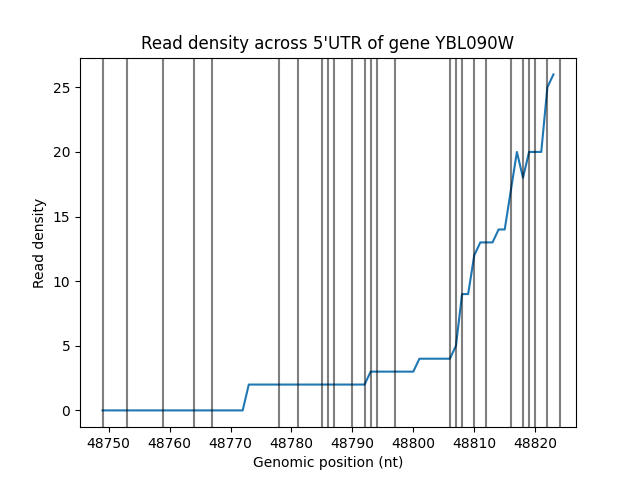 Read density across 5'UTR of gene YBL090W
25
20
15
10
5
0
Read density
48750 48760 48770 48780 48790 48800 48810 48820
Genomic position (nt)